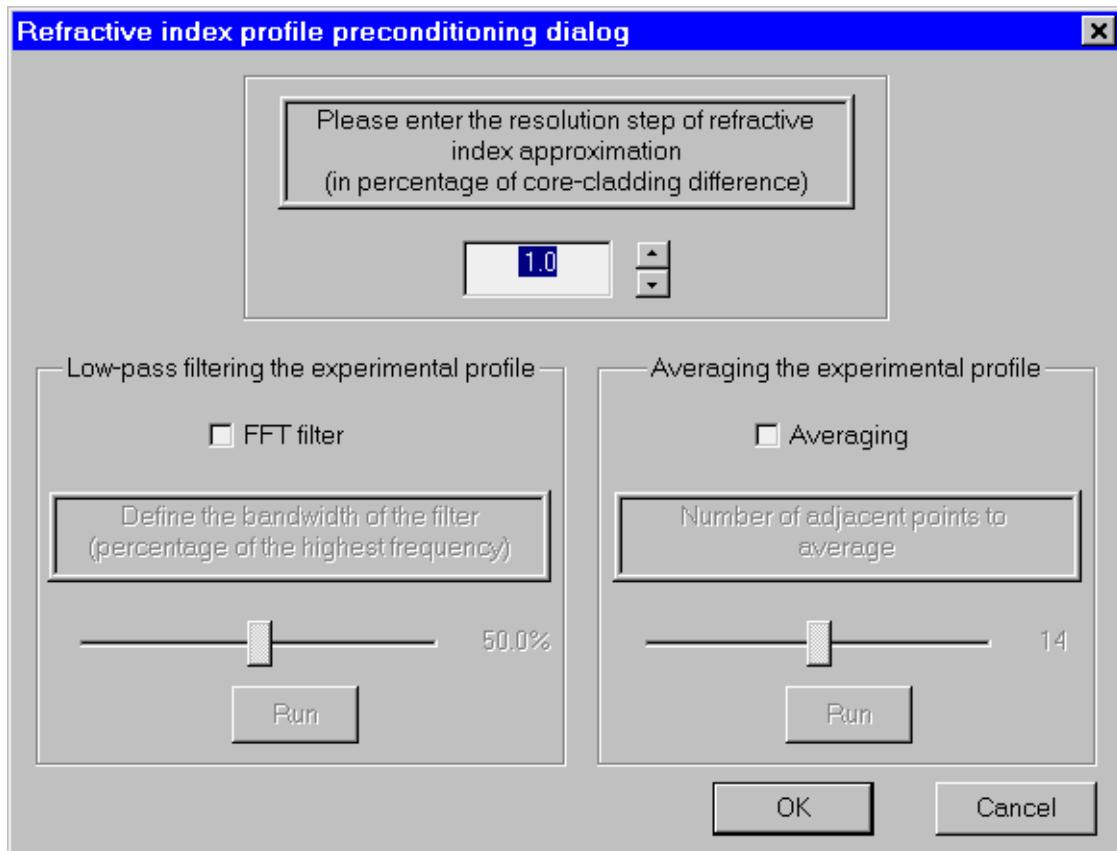 Refractive index profile preconditioning dialog
Please enter the resolution step of refractive
index approximation
(in percentage of core-cladding difference)
1.0
Low-pass filtering the experimental profile
FFT filter
Define the bandwidth of the filter
(percentage of the highest frequency)
50.0%
Run
Averaging the experimental profile
Averaging
Number of adjacent points to
average
14
Run
OK
Cancel